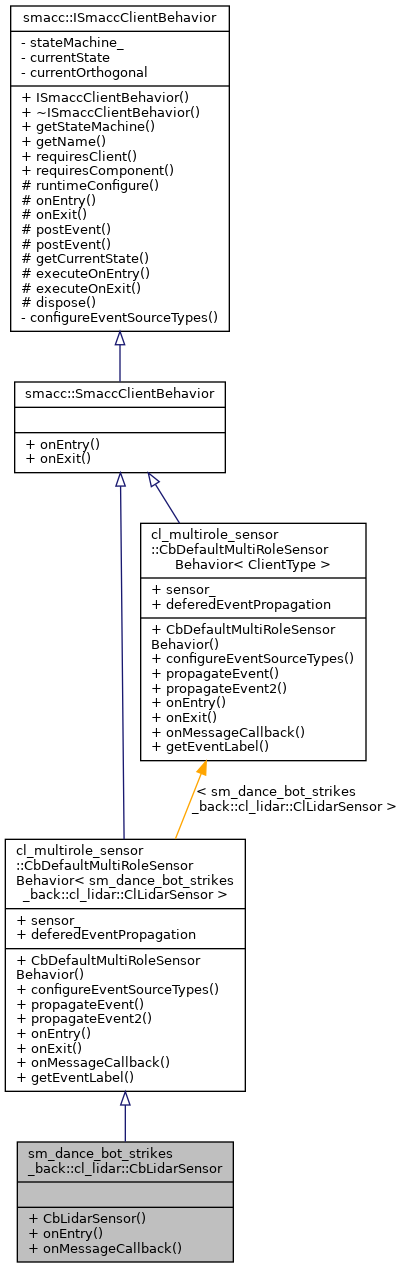 smacc::ISmaccClientBehavior
- stateMachine_
- currentState
- currentOrthogonal
+ ISmaccClientBehavior()
+ ~ISmaccClientBehavior()
+ getStateMachine()
+ getName()
+ requiresClient()
+ requiresComponent()
# runtimeConfigure()
# onEntry()
# onExit()
# postEvent()
# postEvent()
# getCurrentState()
# executeOnEntry()
# executeOnExit()
# dispose()
- configureEventSourceTypes()
smacc::SmaccClientBehavior
+ onEntry()
+ onExit()
cl_multirole_sensor
::CbDefaultMultiRoleSensor
Behavior< ClientType >
+ sensor_
+ deferedEventPropagation
+ CbDefaultMultiRoleSensor
Behavior()
+ configureEventSourceTypes()
+ propagateEvent()
+ propagateEvent2()
+ onEntry()
+ onExit()
+ onMessageCallback()
+ getEventLabel()
< sm_dance_bot_strikes
_back::cl_lidar::ClLidarSensor >
cl_multirole_sensor
::CbDefaultMultiRoleSensor
Behavior< sm_dance_bot_strikes
_back::cl_lidar::ClLidarSensor >
+ sensor_
+ deferedEventPropagation
+ CbDefaultMultiRoleSensor
Behavior()
+ configureEventSourceTypes()
+ propagateEvent()
+ propagateEvent2()
+ onEntry()
+ onExit()
+ onMessageCallback()
+ getEventLabel()
sm_dance_bot_strikes
_back::cl_lidar::CbLidarSensor
+ CbLidarSensor()
+ onEntry()
+ onMessageCallback()